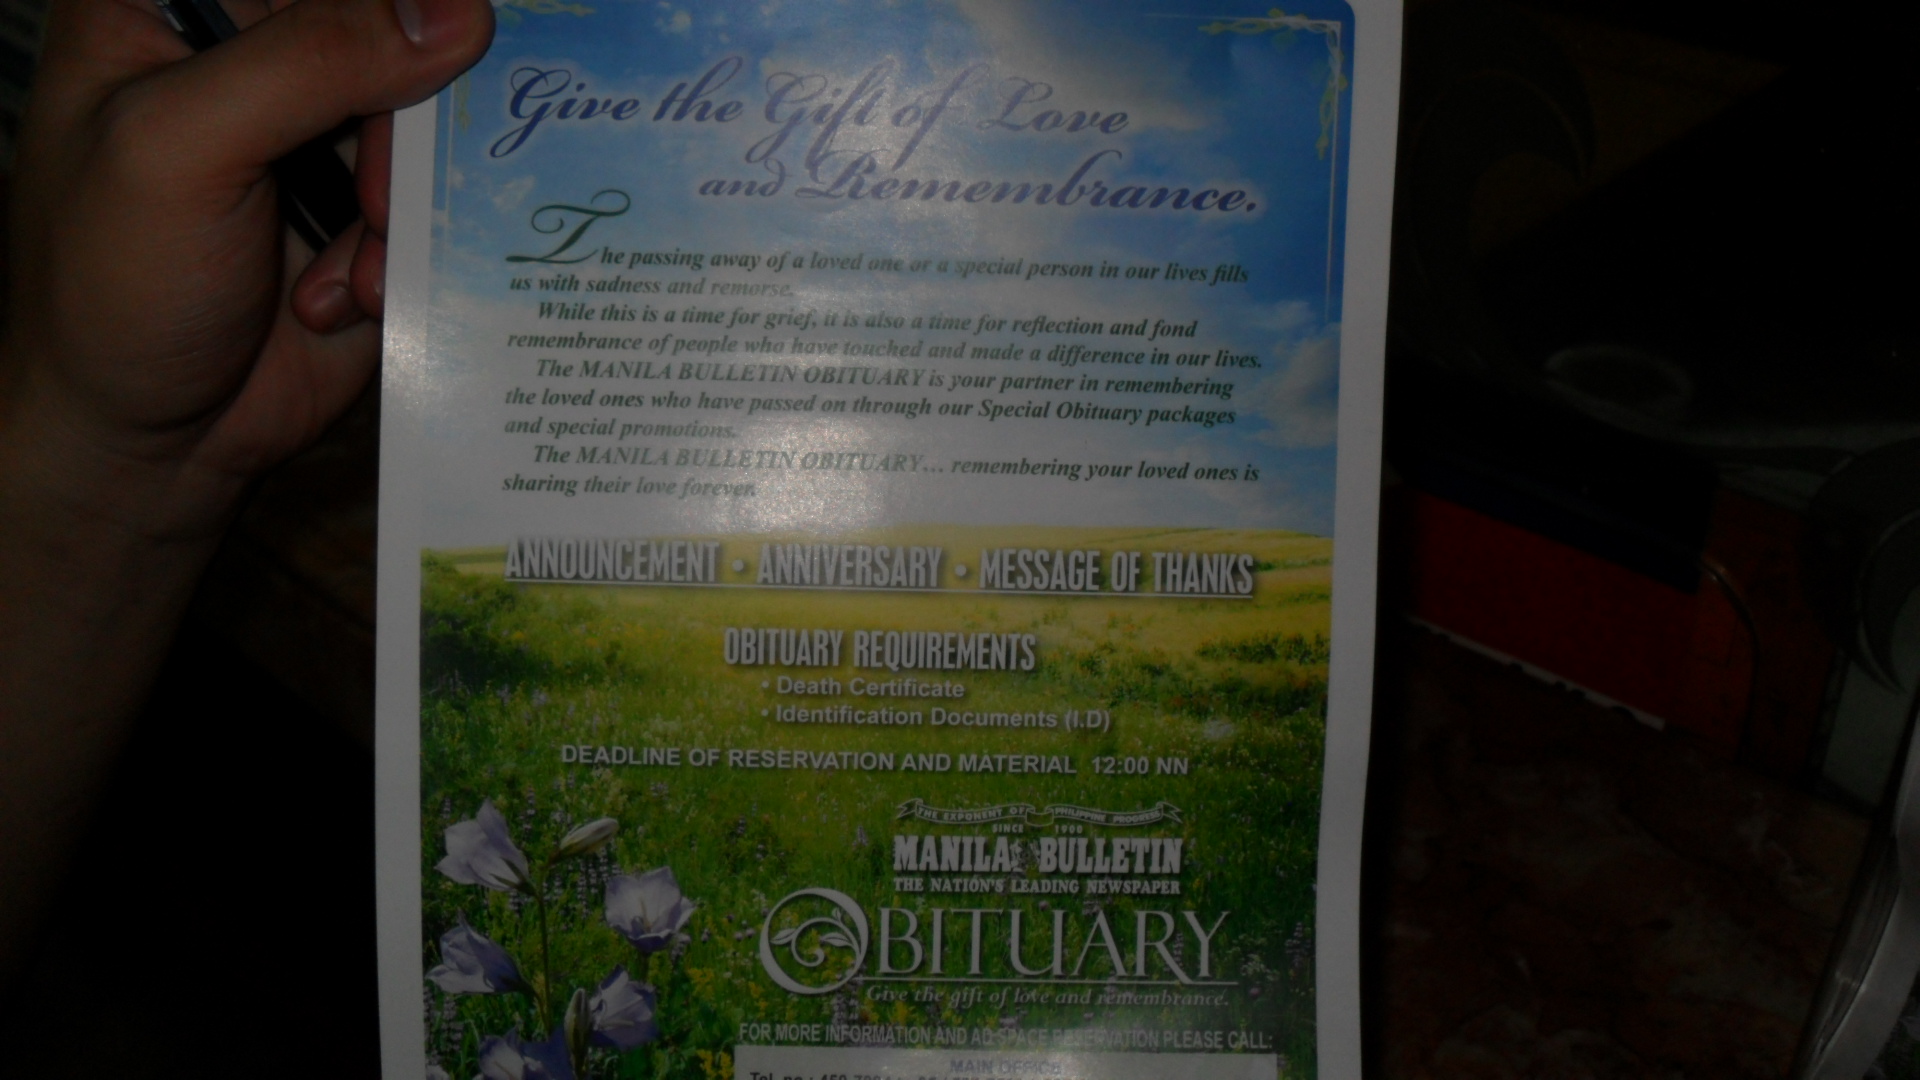 Give the Gift of Love
and Remembrance.
The passing away of a loved one or a special person in our lives fills
us with sadness and remorse.
While this is a time for grief, it is also a time for reflection and fond
remembrance of people who have touched and made a difference in our lives.
The MANILA BULLETIN OBITUARY is your partner in remembering
the loved ones who have passed on through our Special Obituary packages
and special promotions.
The MANILA BULLETIN OBITUARY... remembering your loved ones is
sharing their love forever.
ANNOUNCEMENT • ANNIVERSARY • MESSAGE OF THANKS
OBITUARY REQUIREMENTS
• Death Certificate
• Identification Documents (I.D)
DEADLINE OF RESERVATION AND MATERIAL 12:00 NN
THE EXPONENT OF PHILIPPINE PROGRESS
SINCE 1900
MANILA BULLETIN
THE NATION'S LEADING NEWSPAPER
OBITUARY
Give the gift of love and remembrance.
FOR MORE INFORMATION AND AD SPACE RESERVATION PLEASE CALL:
MAIN OFFICE
Tel. no.: